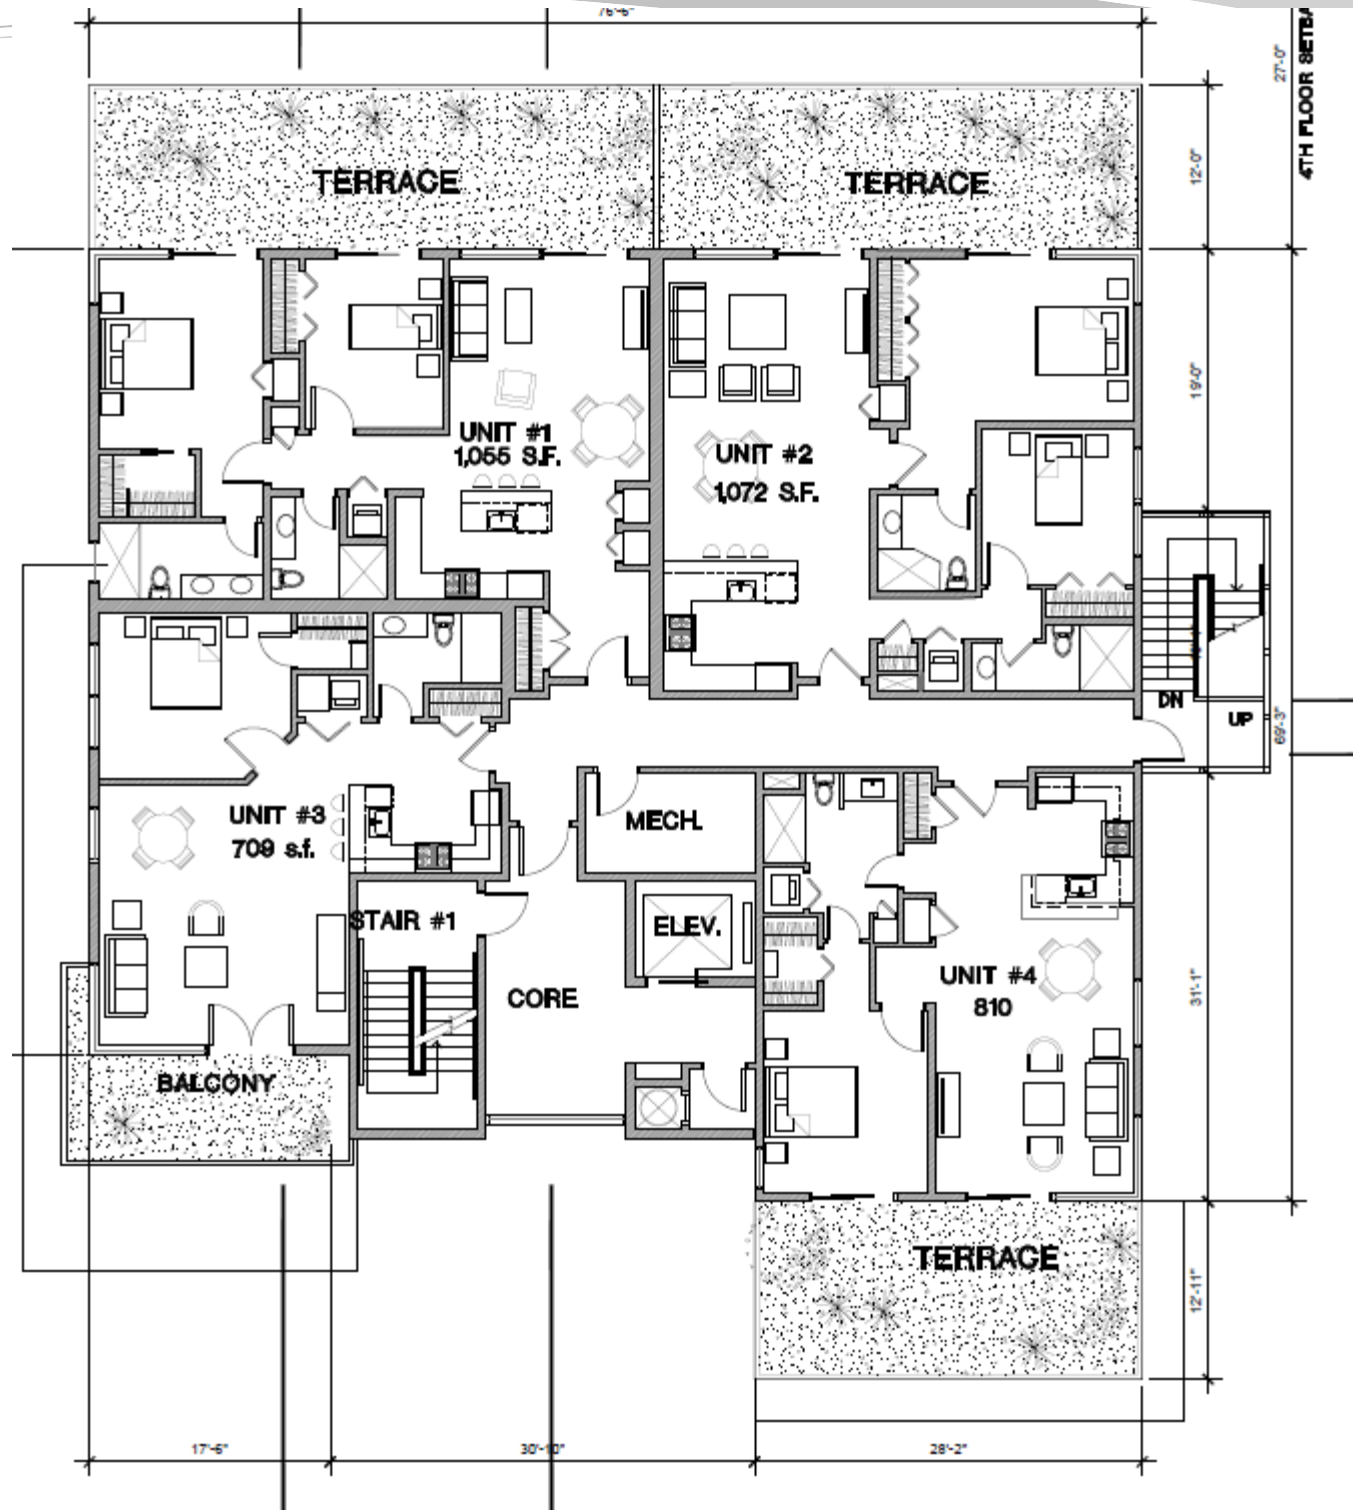 76'-6"
27'-0"
4TH FLOOR SETBA
TERRACE
TERRACE
12'-0"
19'-0"
UNIT #1
1,055 S.F.
UNIT #2
1,072 S.F.
DN
UP
69'-3"
UNIT #3
709 s.f.
MECH.
STAIR #1
ELEV.
CORE
UNIT #4
810
31'-1"
BALCONY
TERRACE
12'-11"
17'-6"
30'-10"
28'-2"